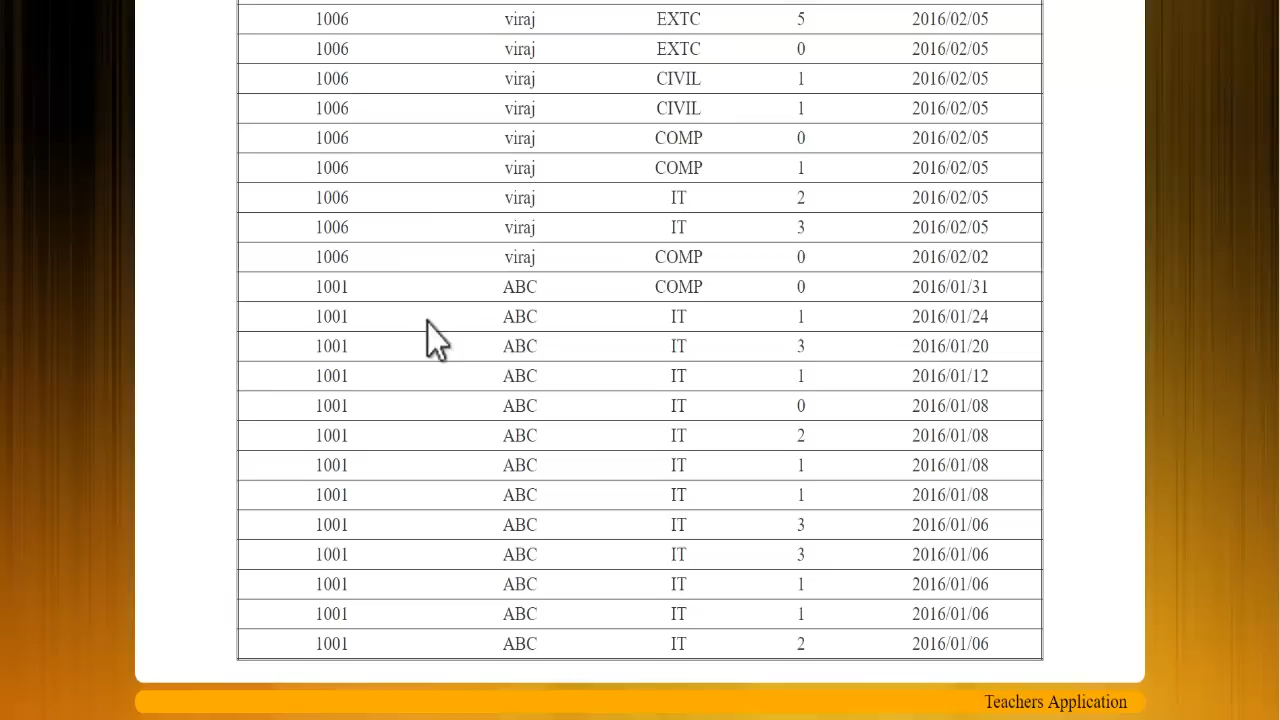 1006 viraj EXTC 5 2016/02/05
1006 viraj EXTC 0 2016/02/05
1006 viraj CIVIL 1 2016/02/05
1006 viraj CIVIL 1 2016/02/05
1006 viraj COMP 0 2016/02/05
1006 viraj COMP 1 2016/02/05
1006 viraj IT 2 2016/02/05
1006 viraj IT 3 2016/02/05
1006 viraj COMP 0 2016/02/02
1001 ABC COMP 0 2016/01/31
1001 ABC IT 1 2016/01/24
1001 ABC IT 3 2016/01/20
1001 ABC IT 1 2016/01/12
1001 ABC IT 0 2016/01/08
1001 ABC IT 2 2016/01/08
1001 ABC IT 1 2016/01/08
1001 ABC IT 1 2016/01/08
1001 ABC IT 3 2016/01/06
1001 ABC IT 3 2016/01/06
1001 ABC IT 1 2016/01/06
1001 ABC IT 1 2016/01/06
1001 ABC IT 2 2016/01/06
Teachers Application